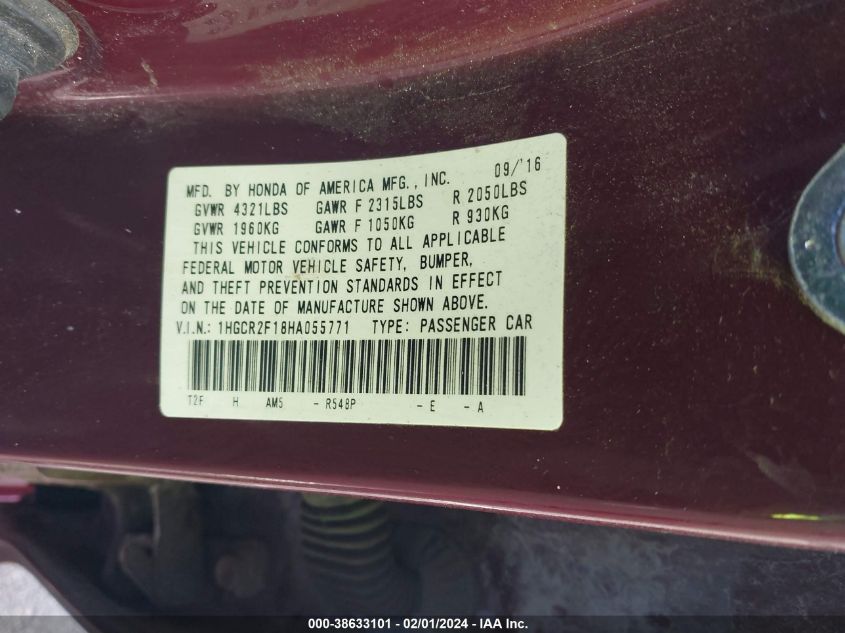 MFD. BY HONDA OF AMERICA MFG., INC. 09/'16
GVWR 4321LBS GAWR F 2315LBS R 2050LBS
GVWR 1960KG GAWR F 1050KG R 930KG
THIS VEHICLE CONFORMS TO ALL APPLICABLE
FEDERAL MOTOR VEHICLE SAFETY, BUMPER,
AND THEFT PREVENTION STANDARDS IN EFFECT
ON THE DATE OF MANUFACTURE SHOWN ABOVE.
V.I.N.: 1HGCR2F18HA055771 TYPE: PASSENGER CAR
T2F H AM5 - R548P - E - A
000-38633101 / 02/01/2024 - IAA Inc.